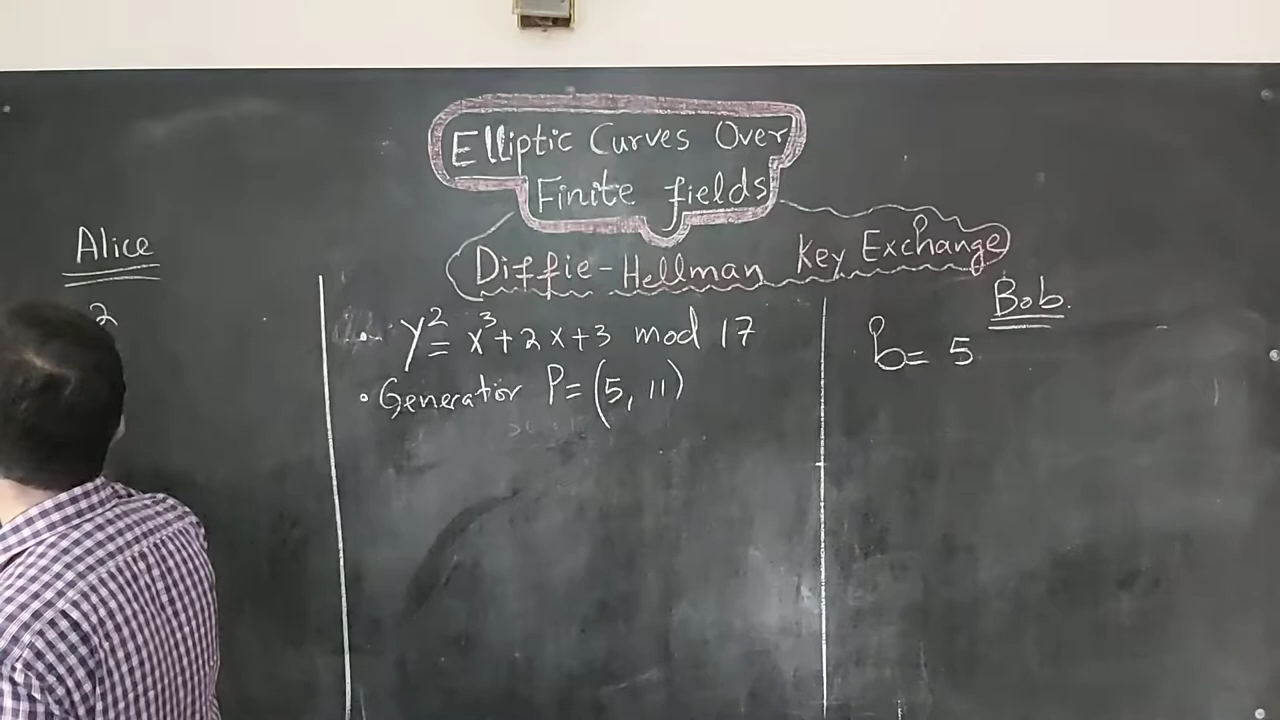 Elliptic Curves Over
Finite fields
Diffie-Hellman Key Exchange
Alice
2
• y² = x³+2x+3 mod 17
• Generator P= (5, 11)
Bob.
b= 5